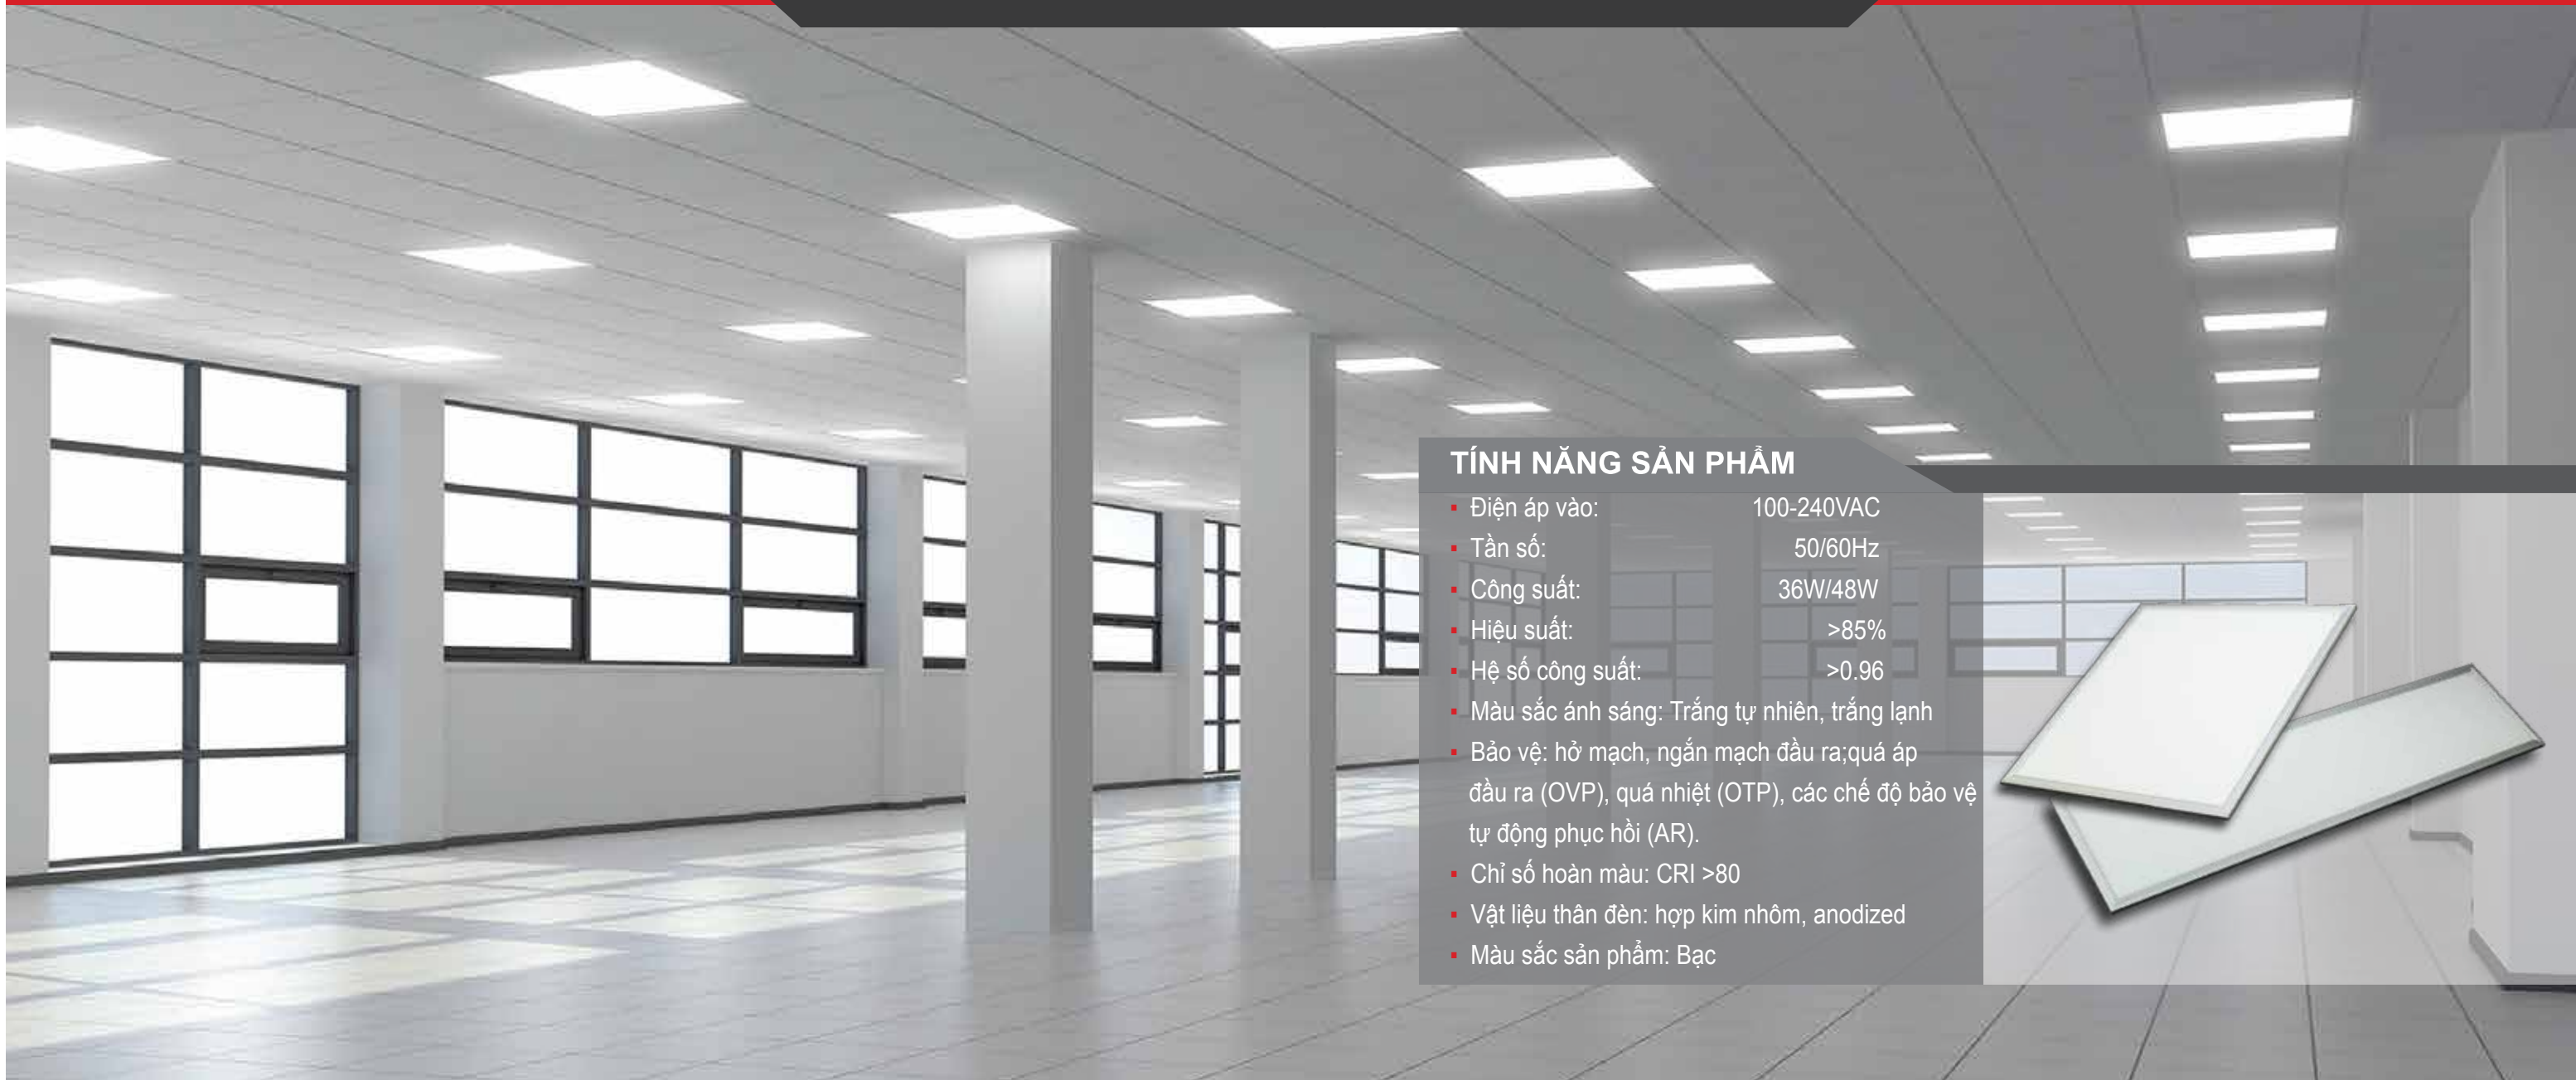 TÍNH NĂNG SẢN PHẨM
▪ Điện áp vào: 100-240VAC
▪ Tần số: 50/60Hz
▪ Công suất: 36W/48W
▪ Hiệu suất: >85%
▪ Hệ số công suất: >0.96
▪ Màu sắc ánh sáng: Trắng tự nhiên, trắng lạnh
▪ Bảo vệ: hở mạch, ngắn mạch đầu ra;quá áp
đầu ra (OVP), quá nhiệt (OTP), các chế độ bảo vệ
tự động phục hồi (AR).
▪ Chỉ số hoàn màu: CRI >80
▪ Vật liệu thân đèn: hợp kim nhôm, anodized
▪ Màu sắc sản phẩm: Bạc